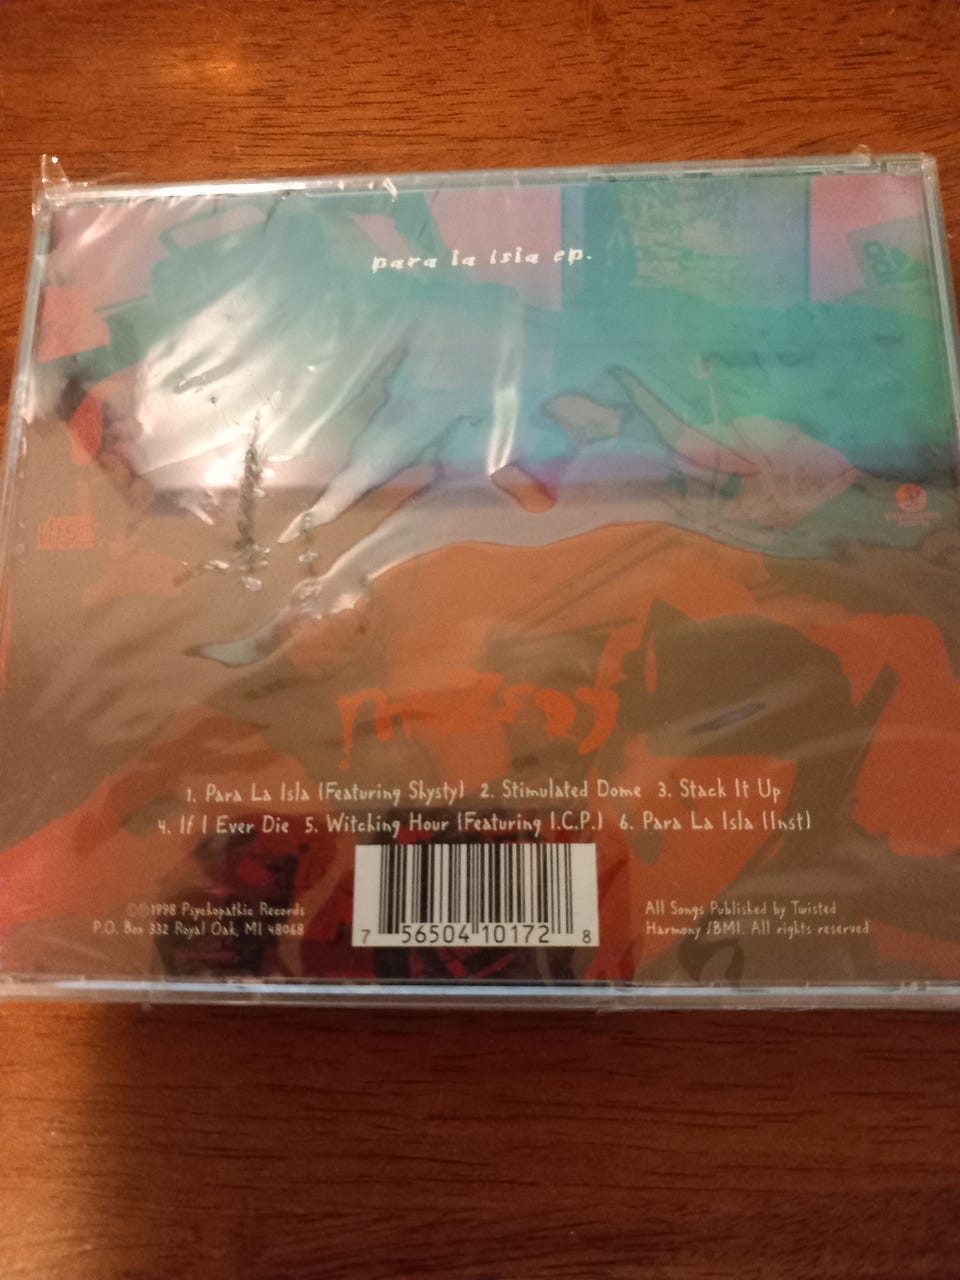 para la isla ep.
1. Para La Isla (Featuring Skysty) 2. Stimulated Dome 3. Stack It Up
4. If I Ever Die 5. Witching Hour (Featuring I.C.P.) 6. Para La Isla (Inst)
©℗1998 Psychopathic Records
P.O. Box 332 Royal Oak, MI 48068
7 56504 10172 8
All Songs Published by Twisted
Harmony /BMI. All rights reserved